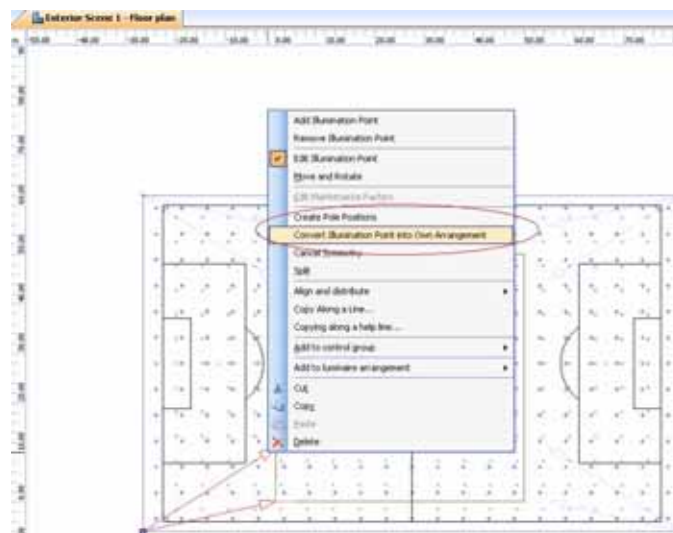 Exterior Scene 1 - Floor plan
Add Illumination Point
Remove Illumination Point
Edit Illumination Point
Move and Rotate
Edit Maintenance Factors
Create Pole Positions
Convert Illumination Point into Own Arrangement
Cancel Symmetry
Split
Align and distribute
Copy Along a Line...
Copying along a help line...
Add to control group
Add to luminaire arrangement
Cut
Copy
Paste
Delete